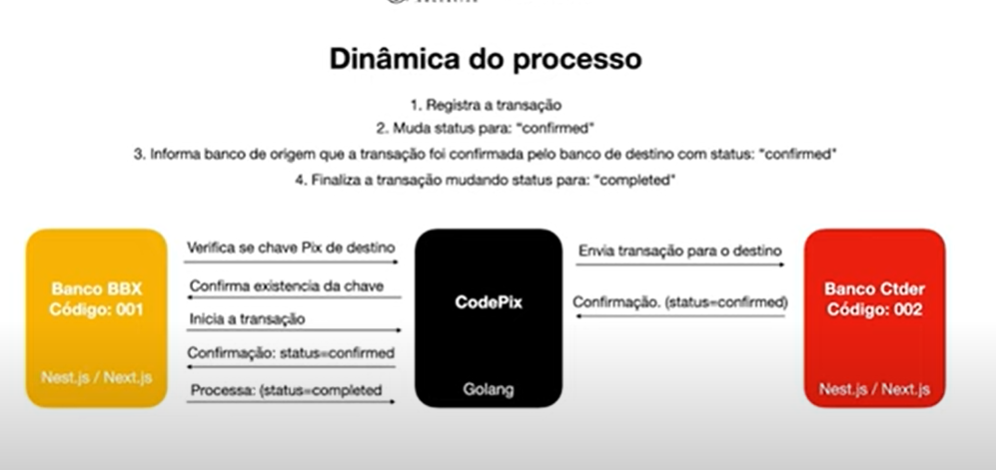 Dinâmica do processo
1. Registra a transação
2. Muda status para: "confirmed"
3. Informa banco de origem que a transação foi confirmada pelo banco de destino com status: "confirmed"
4. Finaliza a transação mudando status para: "completed"
Banco BBX
Código: 001
Nest.js / Next.js
Verifica se chave Pix de destino
Confirma existencia da chave
Inicia a transação
Confirmação: status=confirmed
Processa: (status=completed
CodePix
Golang
Envia transação para o destino
Confirmação. (status=confirmed)
Banco Ctder
Código: 002
Nest.js / Next.js